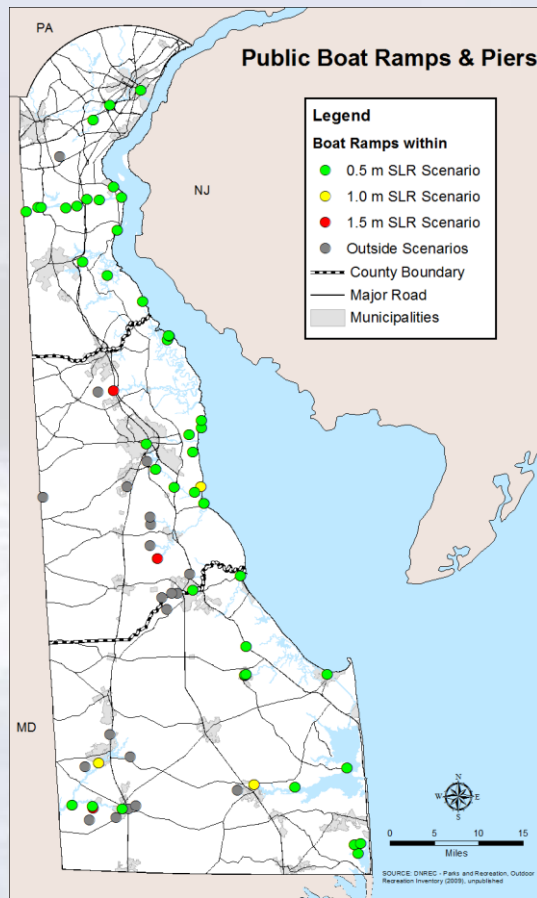 PA
Public Boat Ramps & Piers
Legend
Boat Ramps within
0.5 m SLR Scenario
1.0 m SLR Scenario
1.5 m SLR Scenario
Outside Scenarios
County Boundary
Major Road
Municipalities
NJ
MD
N
W E
S
0 5 10 15
Miles
SOURCE: DNREC - Parks and Recreation, Outdoor
Recreation Inventory (2009), unpublished